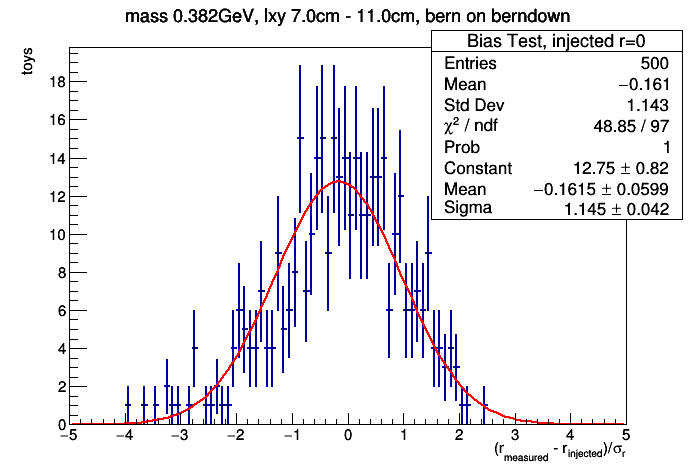 mass 0.382GeV, lxy 7.0cm - 11.0cm, bern on berndown
Bias Test, injected r=0
Entries 500
Mean −0.161
Std Dev 1.143
χ² / ndf 48.85 / 97
Prob 1
Constant 12.75 ± 0.82
Mean −0.1615 ± 0.0599
Sigma 1.145 ± 0.042
toys
18
16
14
12
10
8
6
4
2
0
−5 −4 −3 −2 −1 0 1 2 3 4 5
(r_measured - r_injected)/σ_r